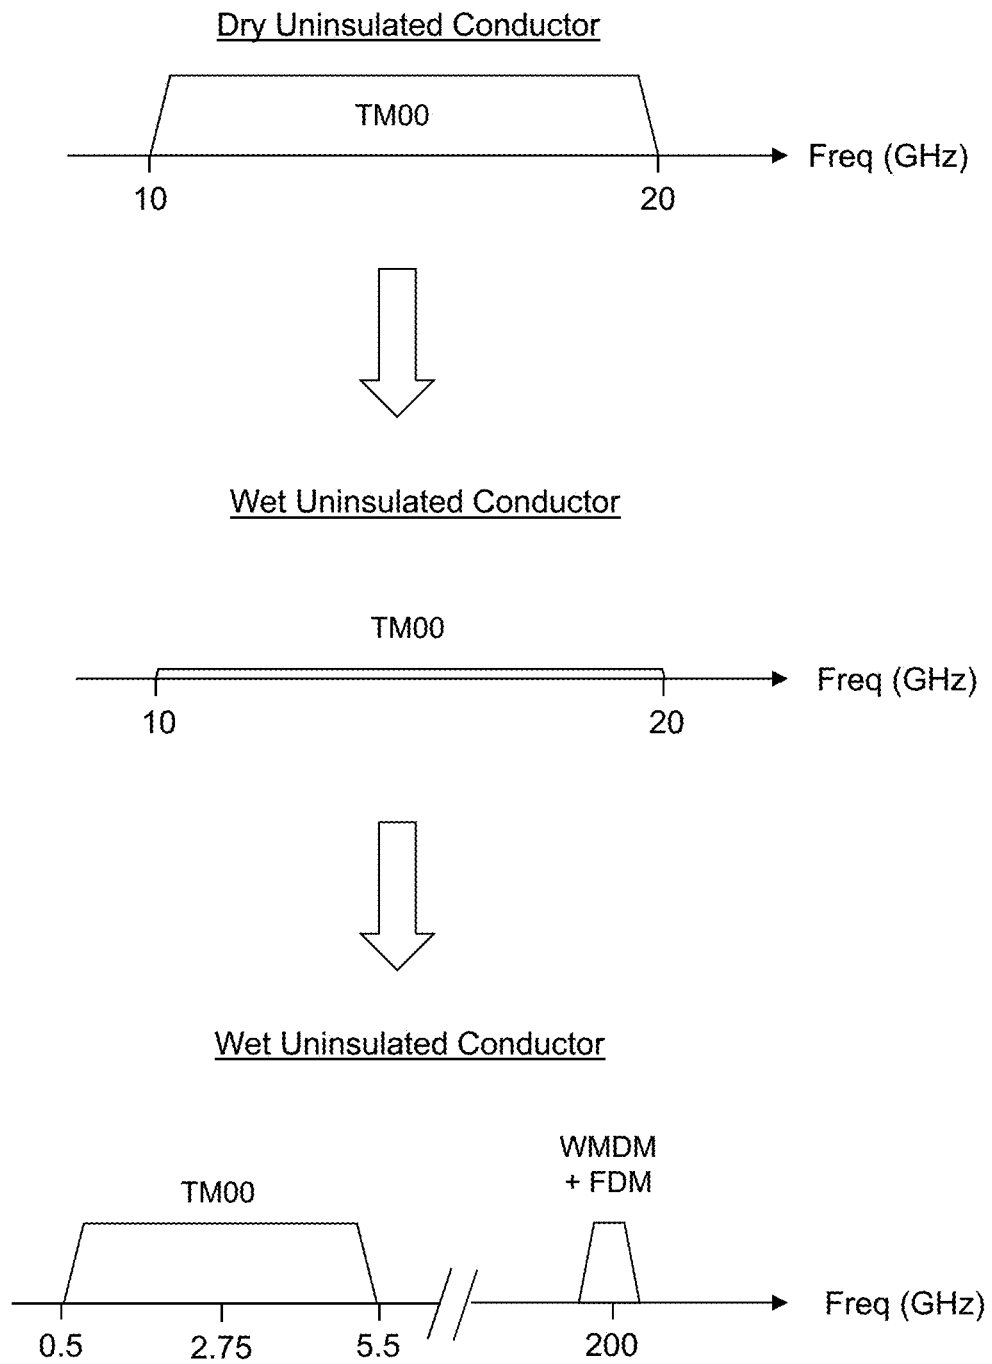 Dry Uninsulated Conductor
TM00
Freq (GHz)
10
20
Wet Uninsulated Conductor
TM00
Freq (GHz)
10
20
Wet Uninsulated Conductor
WMDM
+ FDM
TM00
Freq (GHz)
0.5
2.75
5.5
200